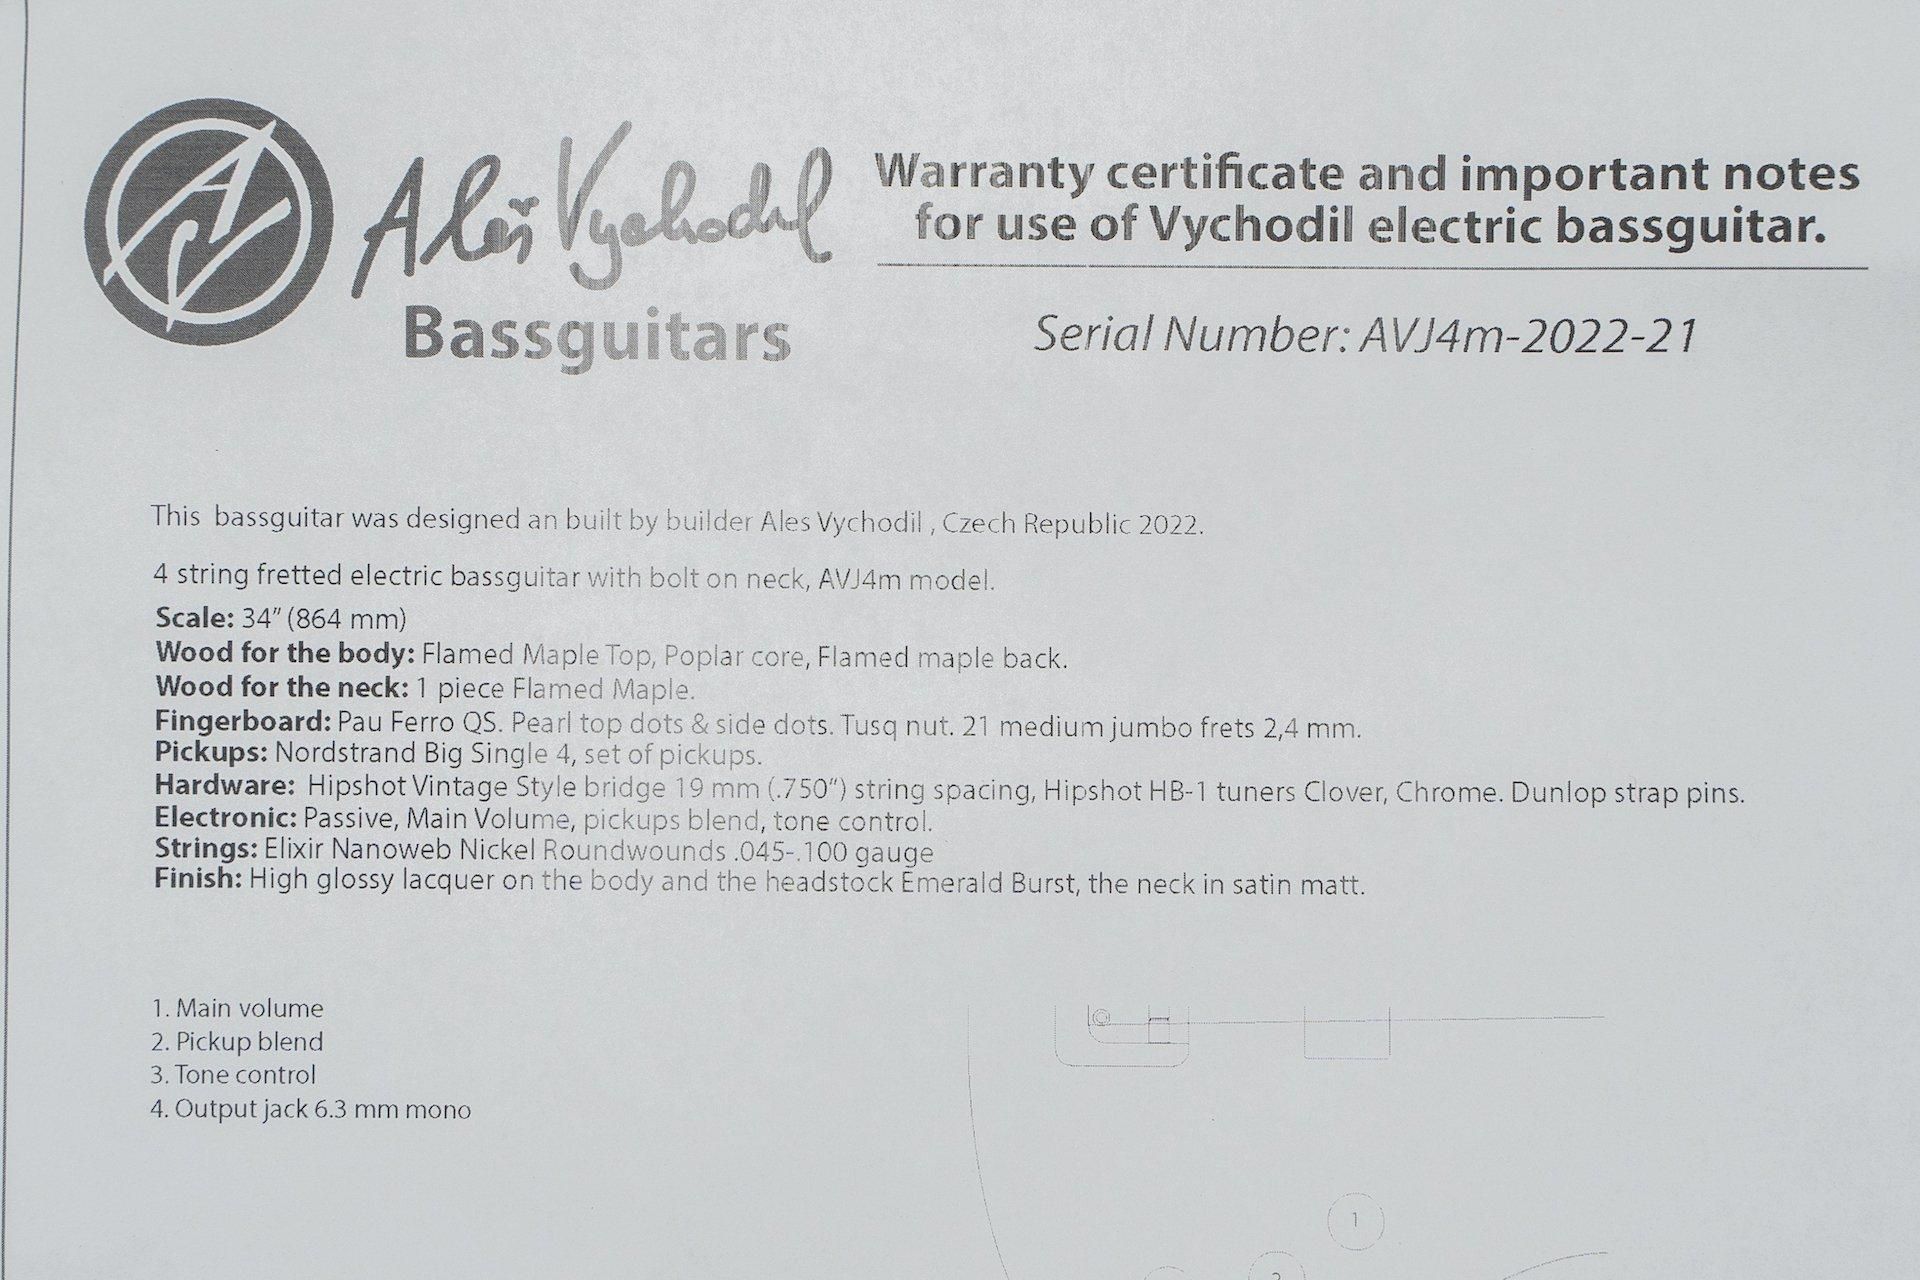 Aleš Vychodil
Bassguitars
Warranty certificate and important notes
for use of Vychodil electric bassguitar.
Serial Number: AVJ4m-2022-21
This bassguitar was designed an built by builder Ales Vychodil , Czech Republic 2022.
4 string fretted electric bassguitar with bolt on neck, AVJ4m model.
Scale: 34” (864 mm)
Wood for the body: Flamed Maple Top, Poplar core, Flamed maple back.
Wood for the neck: 1 piece Flamed Maple.
Fingerboard: Pau Ferro QS. Pearl top dots & side dots. Tusq nut. 21 medium jumbo frets 2,4 mm.
Pickups: Nordstrand Big Single 4, set of pickups.
Hardware: Hipshot Vintage Style bridge 19 mm (.750”) string spacing, Hipshot HB-1 tuners Clover, Chrome. Dunlop strap pins.
Electronic: Passive, Main Volume, pickups blend, tone control.
Strings: Elixir Nanoweb Nickel Roundwounds .045-.100 gauge
Finish: High glossy lacquer on the body and the headstock Emerald Burst, the neck in satin matt.
1. Main volume
2. Pickup blend
3. Tone control
4. Output jack 6.3 mm mono
1
2